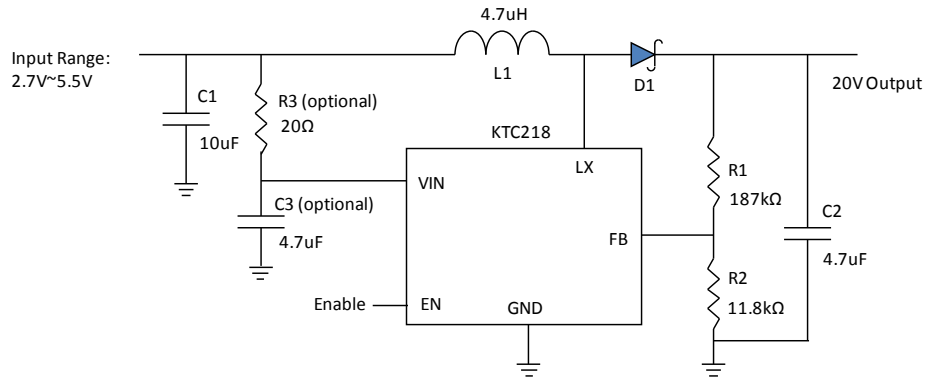 4.7uH
Input Range:
2.7V~5.5V
L1
D1
20V Output
C1
10uF
R3 (optional)
20Ω
KTC218
LX
VIN
C3 (optional)
4.7uF
FB
R1
187kΩ
C2
4.7uF
R2
11.8kΩ
Enable
EN
GND